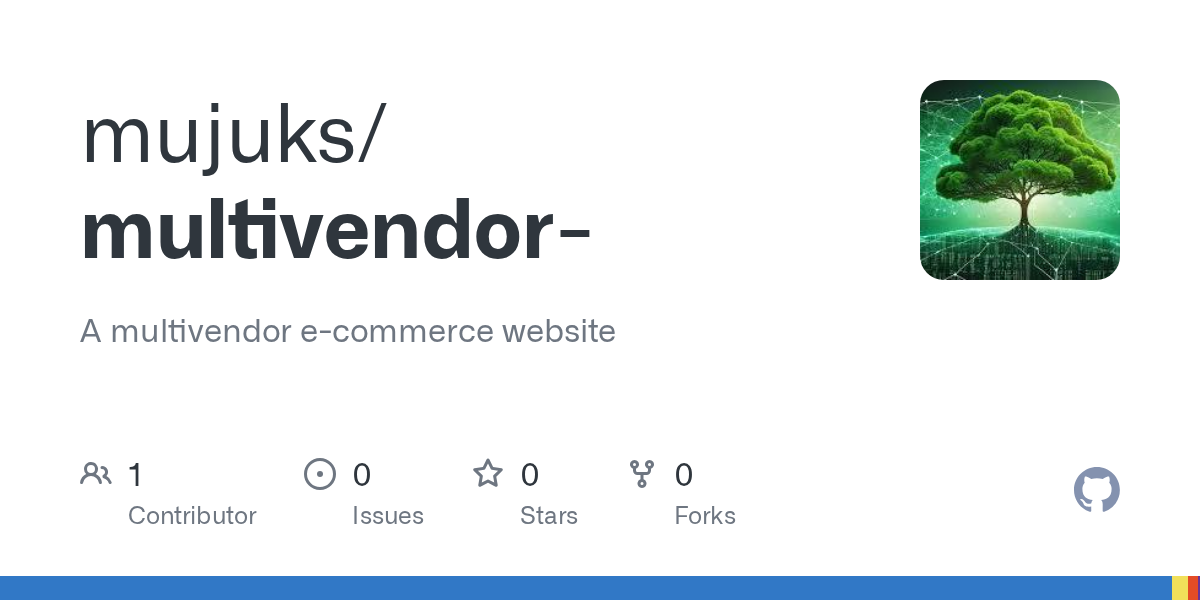 mujuks/
multivendor-
A multivendor e-commerce website
1
Contributor
0
Issues
0
Stars
0
Forks